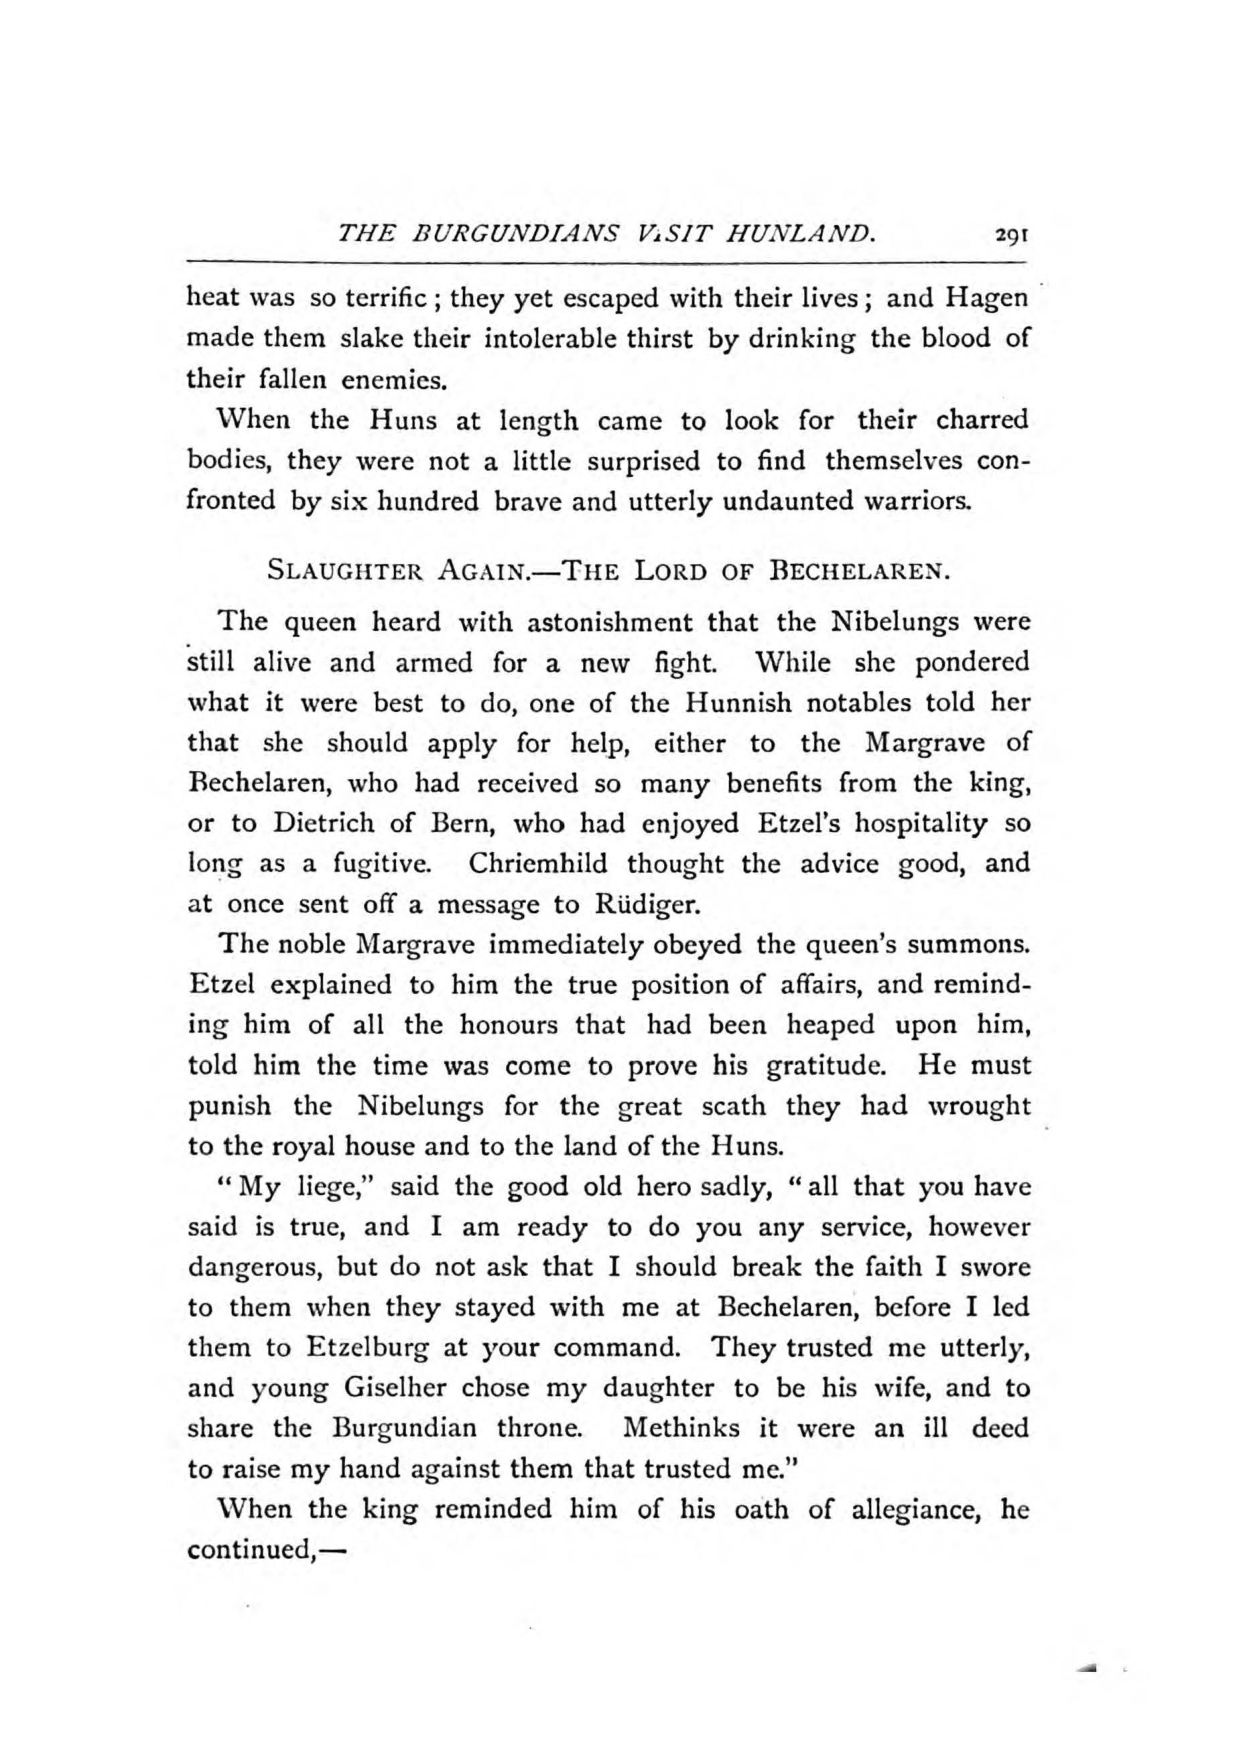 THE BURGUNDIANS VISIT HUNLAND. 291
heat was so terrific ; they yet escaped with their lives ; and Hagen
made them slake their intolerable thirst by drinking the blood of
their fallen enemies.
When the Huns at length came to look for their charred
bodies, they were not a little surprised to find themselves con-
fronted by six hundred brave and utterly undaunted warriors.
SLAUGHTER AGAIN.—THE LORD OF BECHELAREN.
The queen heard with astonishment that the Nibelungs were
still alive and armed for a new fight. While she pondered
what it were best to do, one of the Hunnish notables told her
that she should apply for help, either to the Margrave of
Bechelaren, who had received so many benefits from the king,
or to Dietrich of Bern, who had enjoyed Etzel's hospitality so
long as a fugitive. Chriemhild thought the advice good, and
at once sent off a message to Rüdiger.
The noble Margrave immediately obeyed the queen's summons.
Etzel explained to him the true position of affairs, and remind-
ing him of all the honours that had been heaped upon him,
told him the time was come to prove his gratitude. He must
punish the Nibelungs for the great scath they had wrought
to the royal house and to the land of the Huns.
“ My liege,” said the good old hero sadly, “ all that you have
said is true, and I am ready to do you any service, however
dangerous, but do not ask that I should break the faith I swore
to them when they stayed with me at Bechelaren, before I led
them to Etzelburg at your command. They trusted me utterly,
and young Giselher chose my daughter to be his wife, and to
share the Burgundian throne. Methinks it were an ill deed
to raise my hand against them that trusted me.”
When the king reminded him of his oath of allegiance, he
continued,—